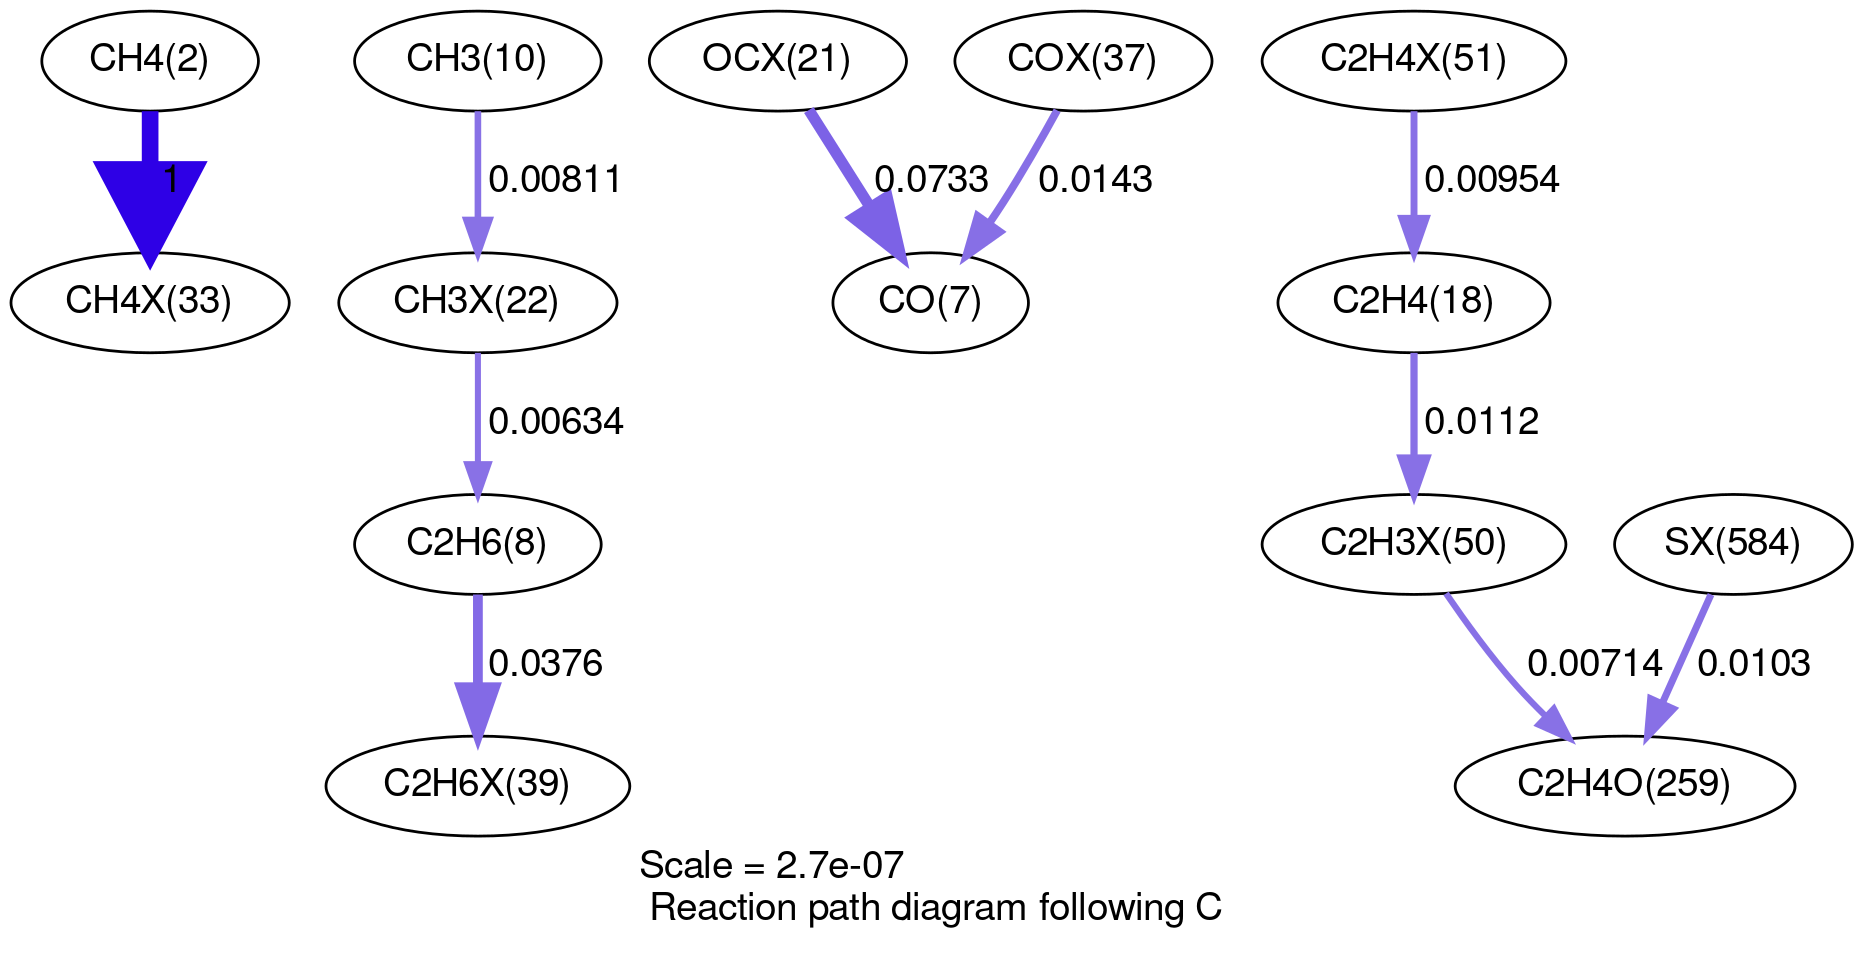 CH4(2)
CH3(10)
OCX(21)
COX(37)
C2H4X(51)
1
0.00811
0.0733
0.0143
0.00954
CH4X(33)
CH3X(22)
CO(7)
C2H4(18)
0.00634
0.0112
C2H6(8)
C2H3X(50)
SX(584)
0.0376
0.00714
0.0103
C2H6X(39)
C2H4O(259)
Scale = 2.7e-07
Reaction path diagram following C